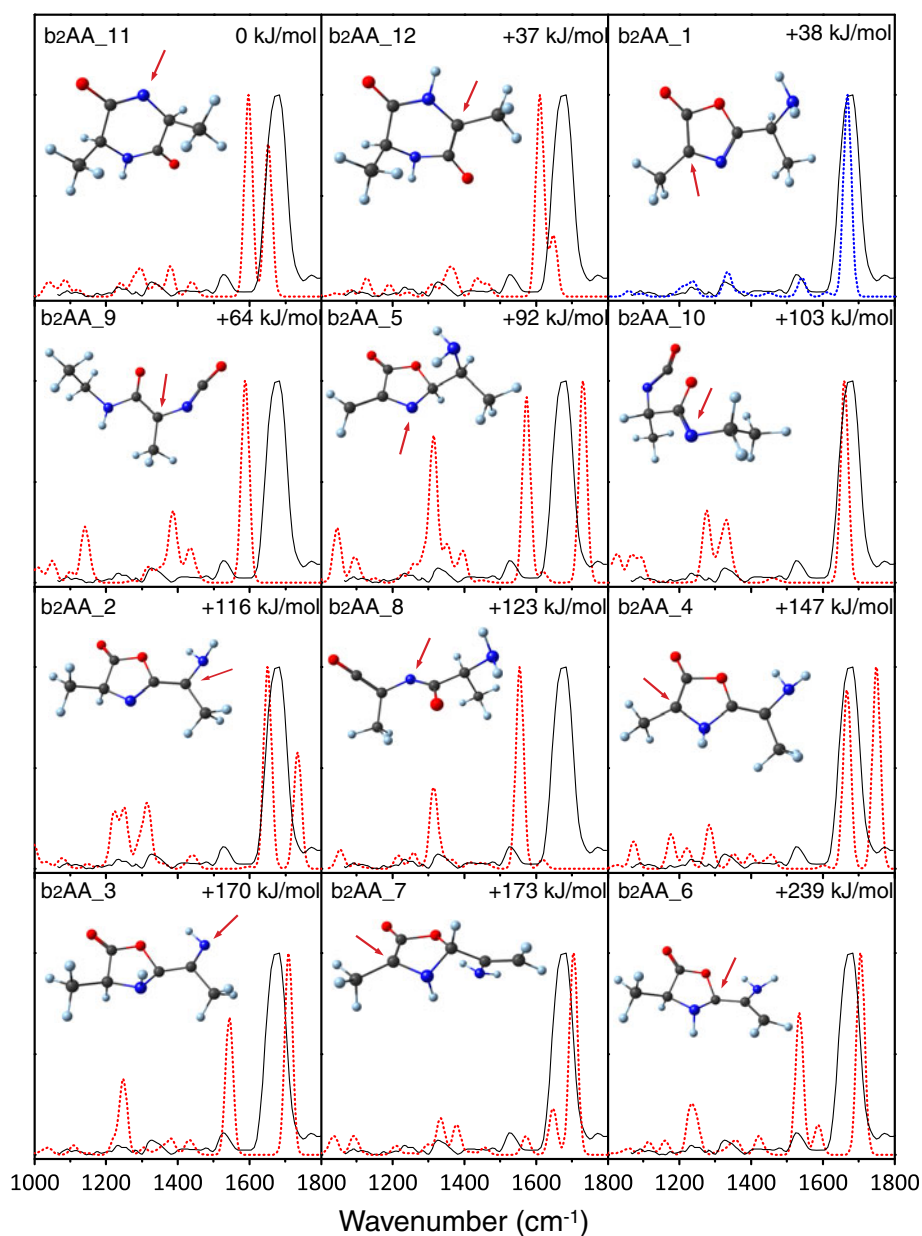 b2AA_11 0 kJ/mol
b2AA_12 +37 kJ/mol
b2AA_1 +38 kJ/mol
b2AA_9 +64 kJ/mol
b2AA_5 +92 kJ/mol
b2AA_10 +103 kJ/mol
b2AA_2 +116 kJ/mol
b2AA_8 +123 kJ/mol
b2AA_4 +147 kJ/mol
b2AA_3 +170 kJ/mol
b2AA_7 +173 kJ/mol
b2AA_6 +239 kJ/mol
1000 1200 1400 1600 1800 1200 1400 1600 1800 1200 1400 1600 1800
Wavenumber (cm-1)